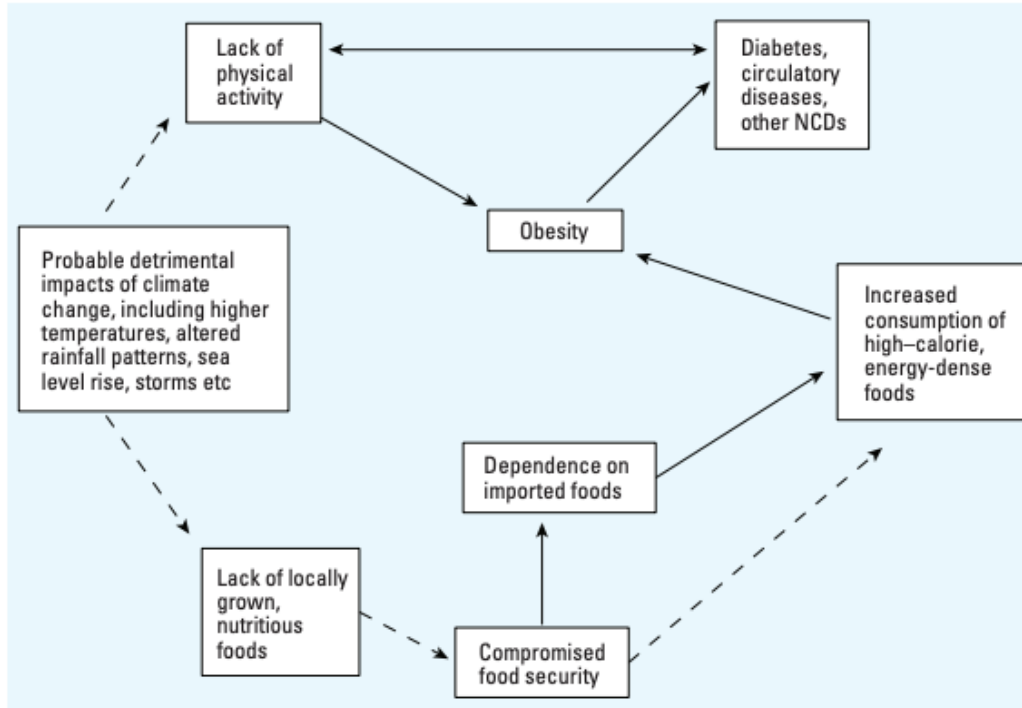 Lack of
physical
activity
Diabetes,
circulatory
diseases,
other NCDs
Obesity
Probable detrimental
impacts of climate
change, including higher
temperatures, altered
rainfall patterns, sea
level rise, storms etc
Increased
consumption of
high–calorie,
energy-dense
foods
Dependence on
imported foods
Lack of locally
grown,
nutritious
foods
Compromised
food security